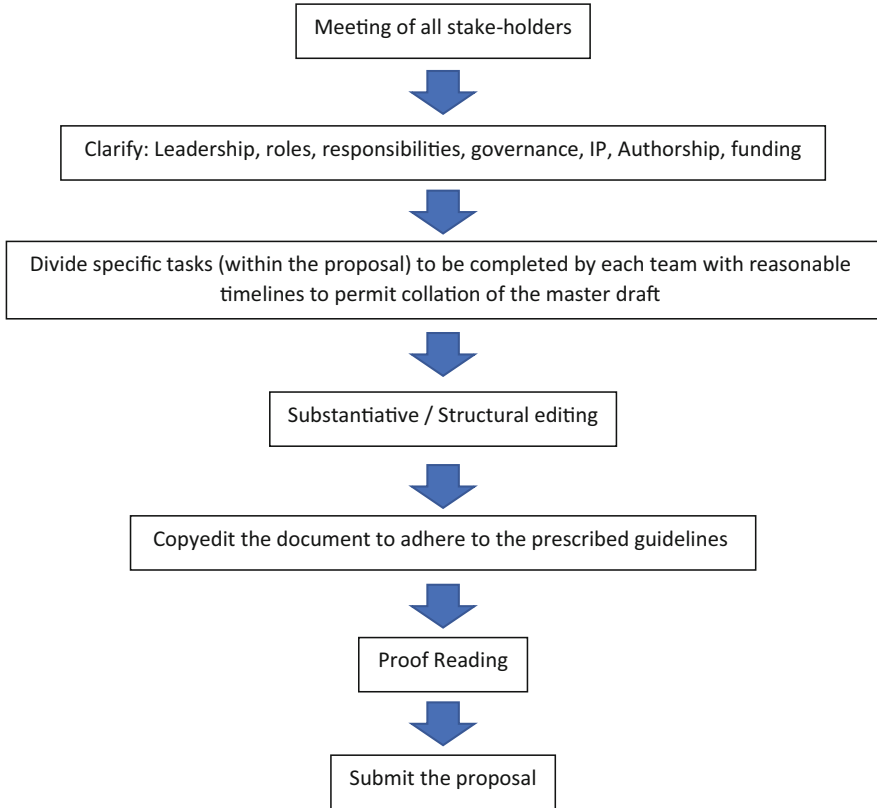 Meeting of all stake-holders
Clarify: Leadership, roles, responsibilities, governance, IP, Authorship, funding
Divide specific tasks (within the proposal) to be completed by each team with reasonable
timelines to permit collation of the master draft
Substantiative / Structural editing
Copyedit the document to adhere to the prescribed guidelines
Proof Reading
Submit the proposal